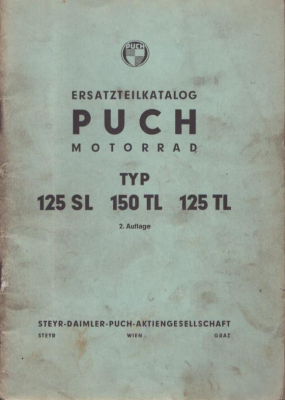 PUCH
ERSATZTEILKATALOG
PUCH
MOTORRAD
TYP
125 SL 150 TL 125 TL
2. Auflage
STEYR-DAIMLER-PUCH-AKTIENGESELLSCHAFT
STEYR WIEN GRAZ